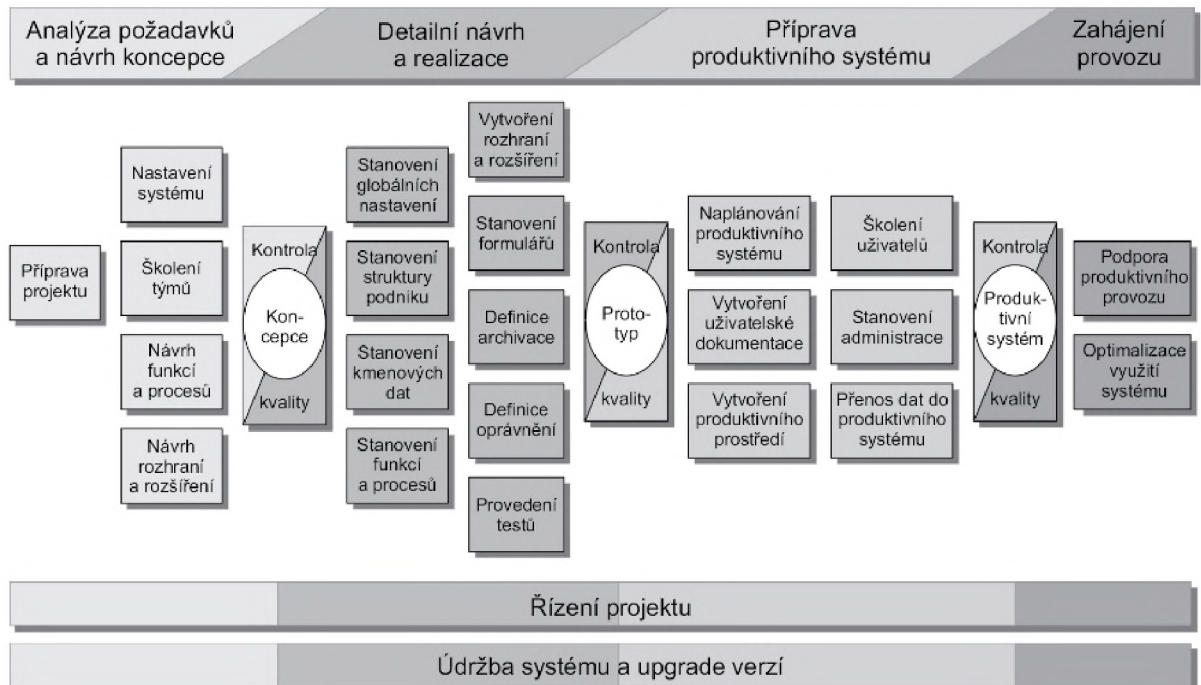 Analýza požadavků
a návrh koncepce
Detailní návrh
a realizace
Příprava
produktivního systému
Zahájení
provozu
Příprava
projektu
Nastavení
systému
Školení
týmů
Návrh
funkcí
a procesů
Návrh
rozhraní
a rozšíření
Kontrola
Kon-
cepce
kvality
Stanovení
globálních
nastavení
Stanovení
struktury
podniku
Stanovení
kmenových
dat
Stanovení
funkcí
a procesů
Vytvoření
rozhraní
a rozšíření
Stanovení
formulářů
Definice
archivace
Definice
oprávnění
Provedení
testů
Kontrola
Proto-
typ
kvality
Naplánování
produktivního
systému
Vytvoření
uživatelské
dokumentace
Vytvoření
produktivního
prostředí
Školení
uživatelů
Stanovení
administrace
Přenos dat do
produktivního
systému
Kontrola
Produk-
tivní
systém
kvality
Podpora
produktivního
provozu
Optimalizace
využití
systému
Řízení projektu
Údržba systému a upgrade verzí